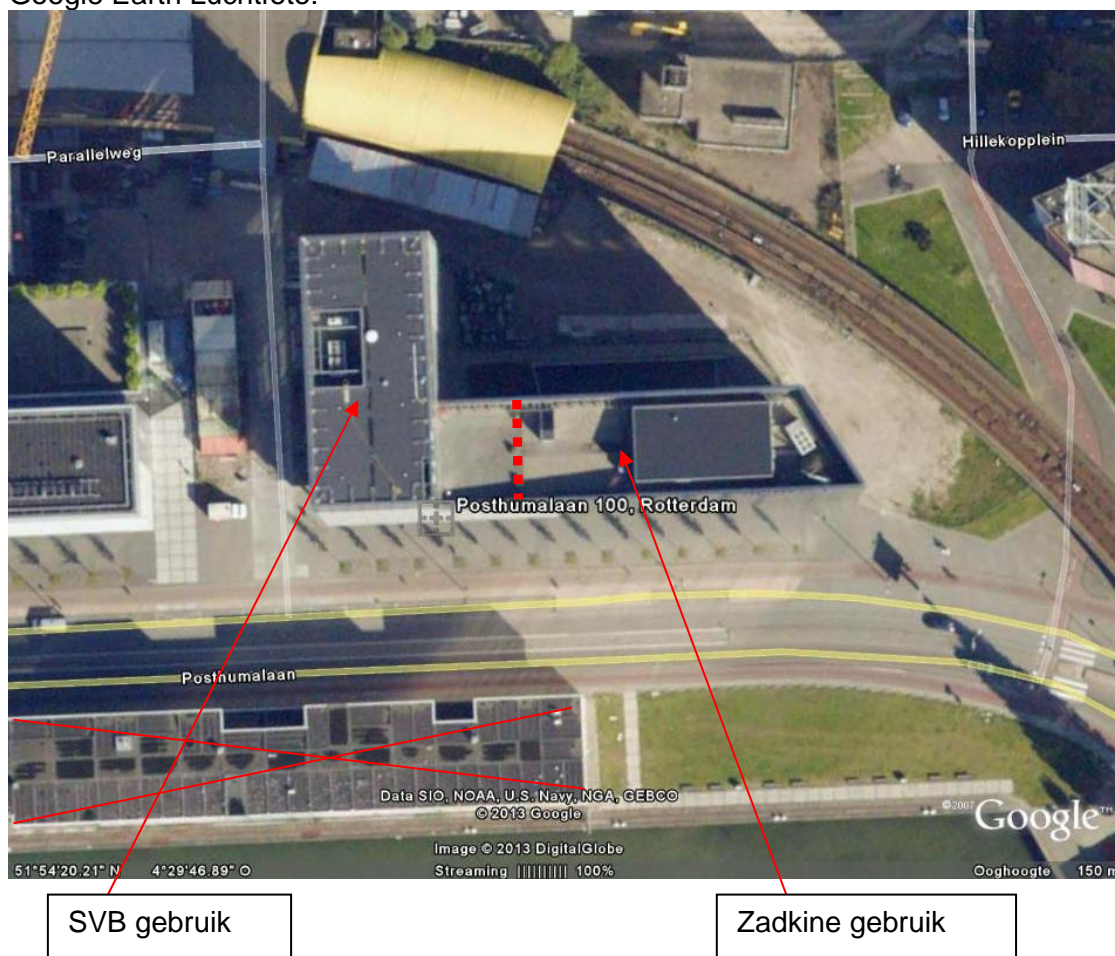 Google Earth Luchtfoto:
Parallelweg
Hillekopplein
Posthumalaan 100, Rotterdam
Posthumalaan
Data SIO, NOAA, U.S. Navy, NGA, GEBCO
© 2013 Google
©2007 Google™
Image © 2013 DigitalGlobe
51°54'20.21" N 4°29'46.89" O Streaming |||||||||| 100% Ooghoogte 150 m
SVB gebruik Zadkine gebruik